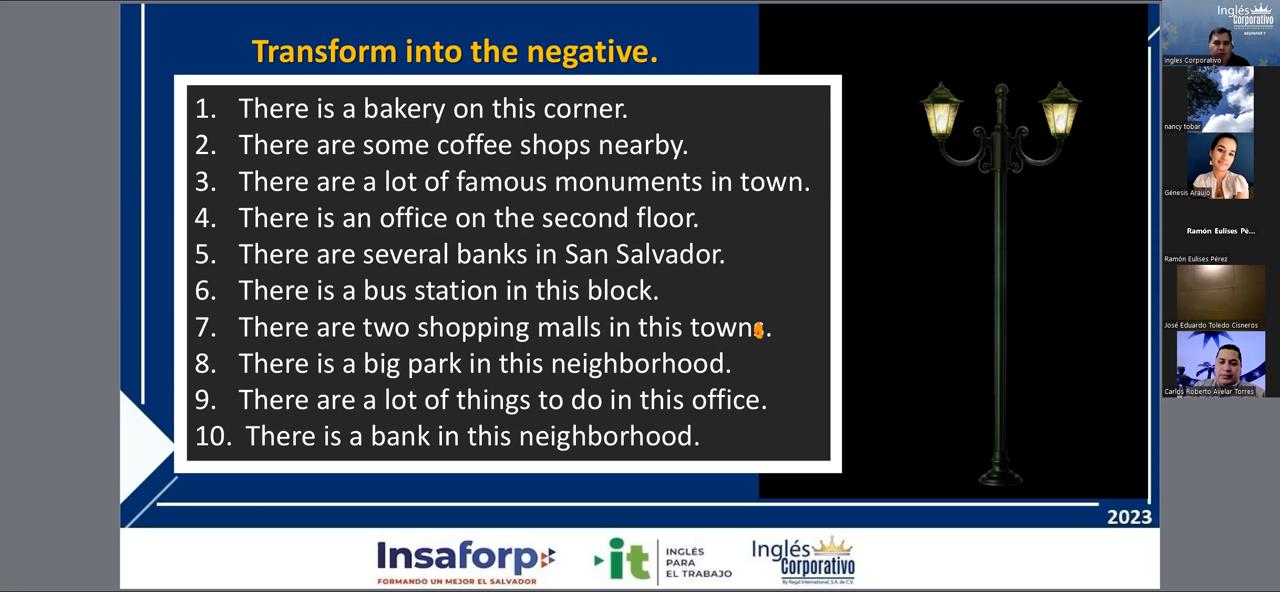 Transform into the negative.
1. There is a bakery on this corner.
2. There are some coffee shops nearby.
3. There are a lot of famous monuments in town.
4. There is an office on the second floor.
5. There are several banks in San Salvador.
6. There is a bus station in this block.
7. There are two shopping malls in this towns.
8. There is a big park in this neighborhood.
9. There are a lot of things to do in this office.
10. There is a bank in this neighborhood.
2023
Insaforp
FORMANDO UN MEJOR EL SALVADOR
it
INGLÉS
PARA
EL TRABAJO
Inglés
Corporativo
By Regal International, S.A. de C.V.
Inglés
Corporativo
BEGINNER 1
Ingles Corporativo
nancy tobar
Génesis Araujo
Ramón Eulises Pé...
Ramón Eulises Pérez
José Eduardo Toledo Cisneros
Carlos Roberto Avelar Torres